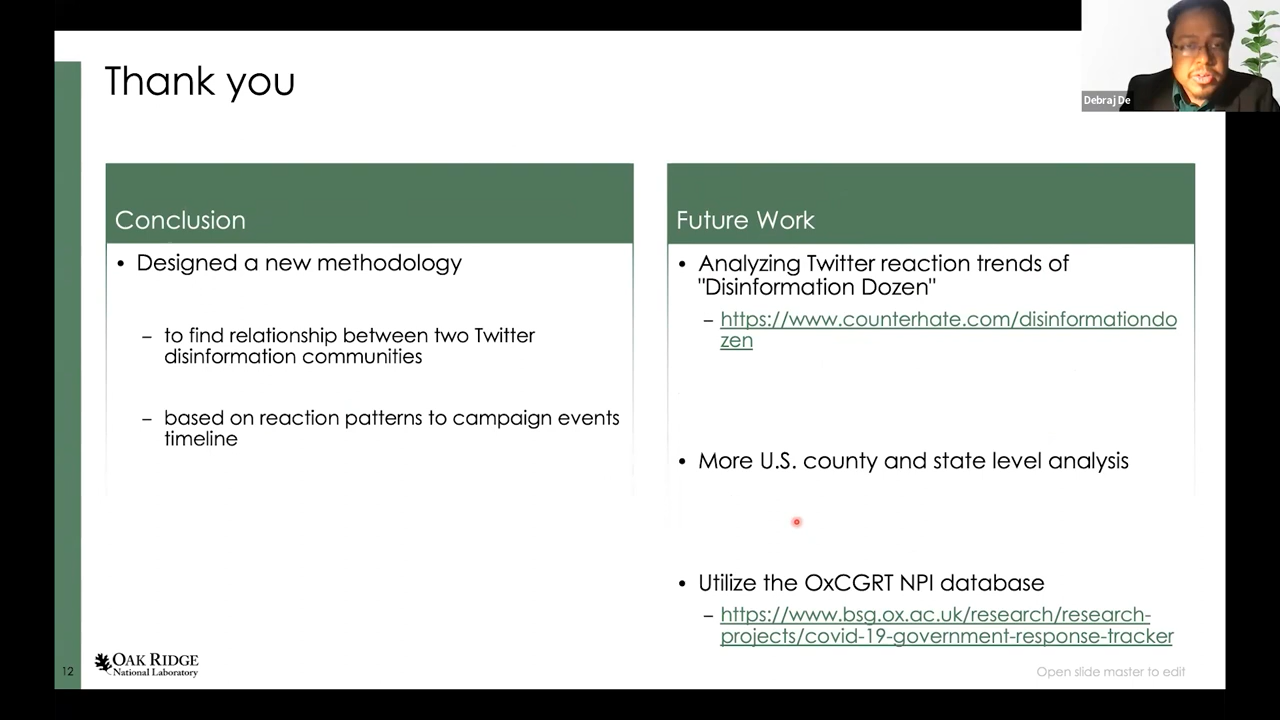 Thank you
Debraj De
Conclusion
• Designed a new methodology
– to find relationship between two Twitter
disinformation communities
– based on reaction patterns to campaign events
timeline
Future Work
• Analyzing Twitter reaction trends of
"Disinformation Dozen"
– https://www.counterhate.com/disinformationdo
zen
• More U.S. county and state level analysis
• Utilize the OxCGRT NPI database
– https://www.bsg.ox.ac.uk/research/research-
projects/covid-19-government-response-tracker
12
OAK RIDGE
National Laboratory
Open slide master to edit